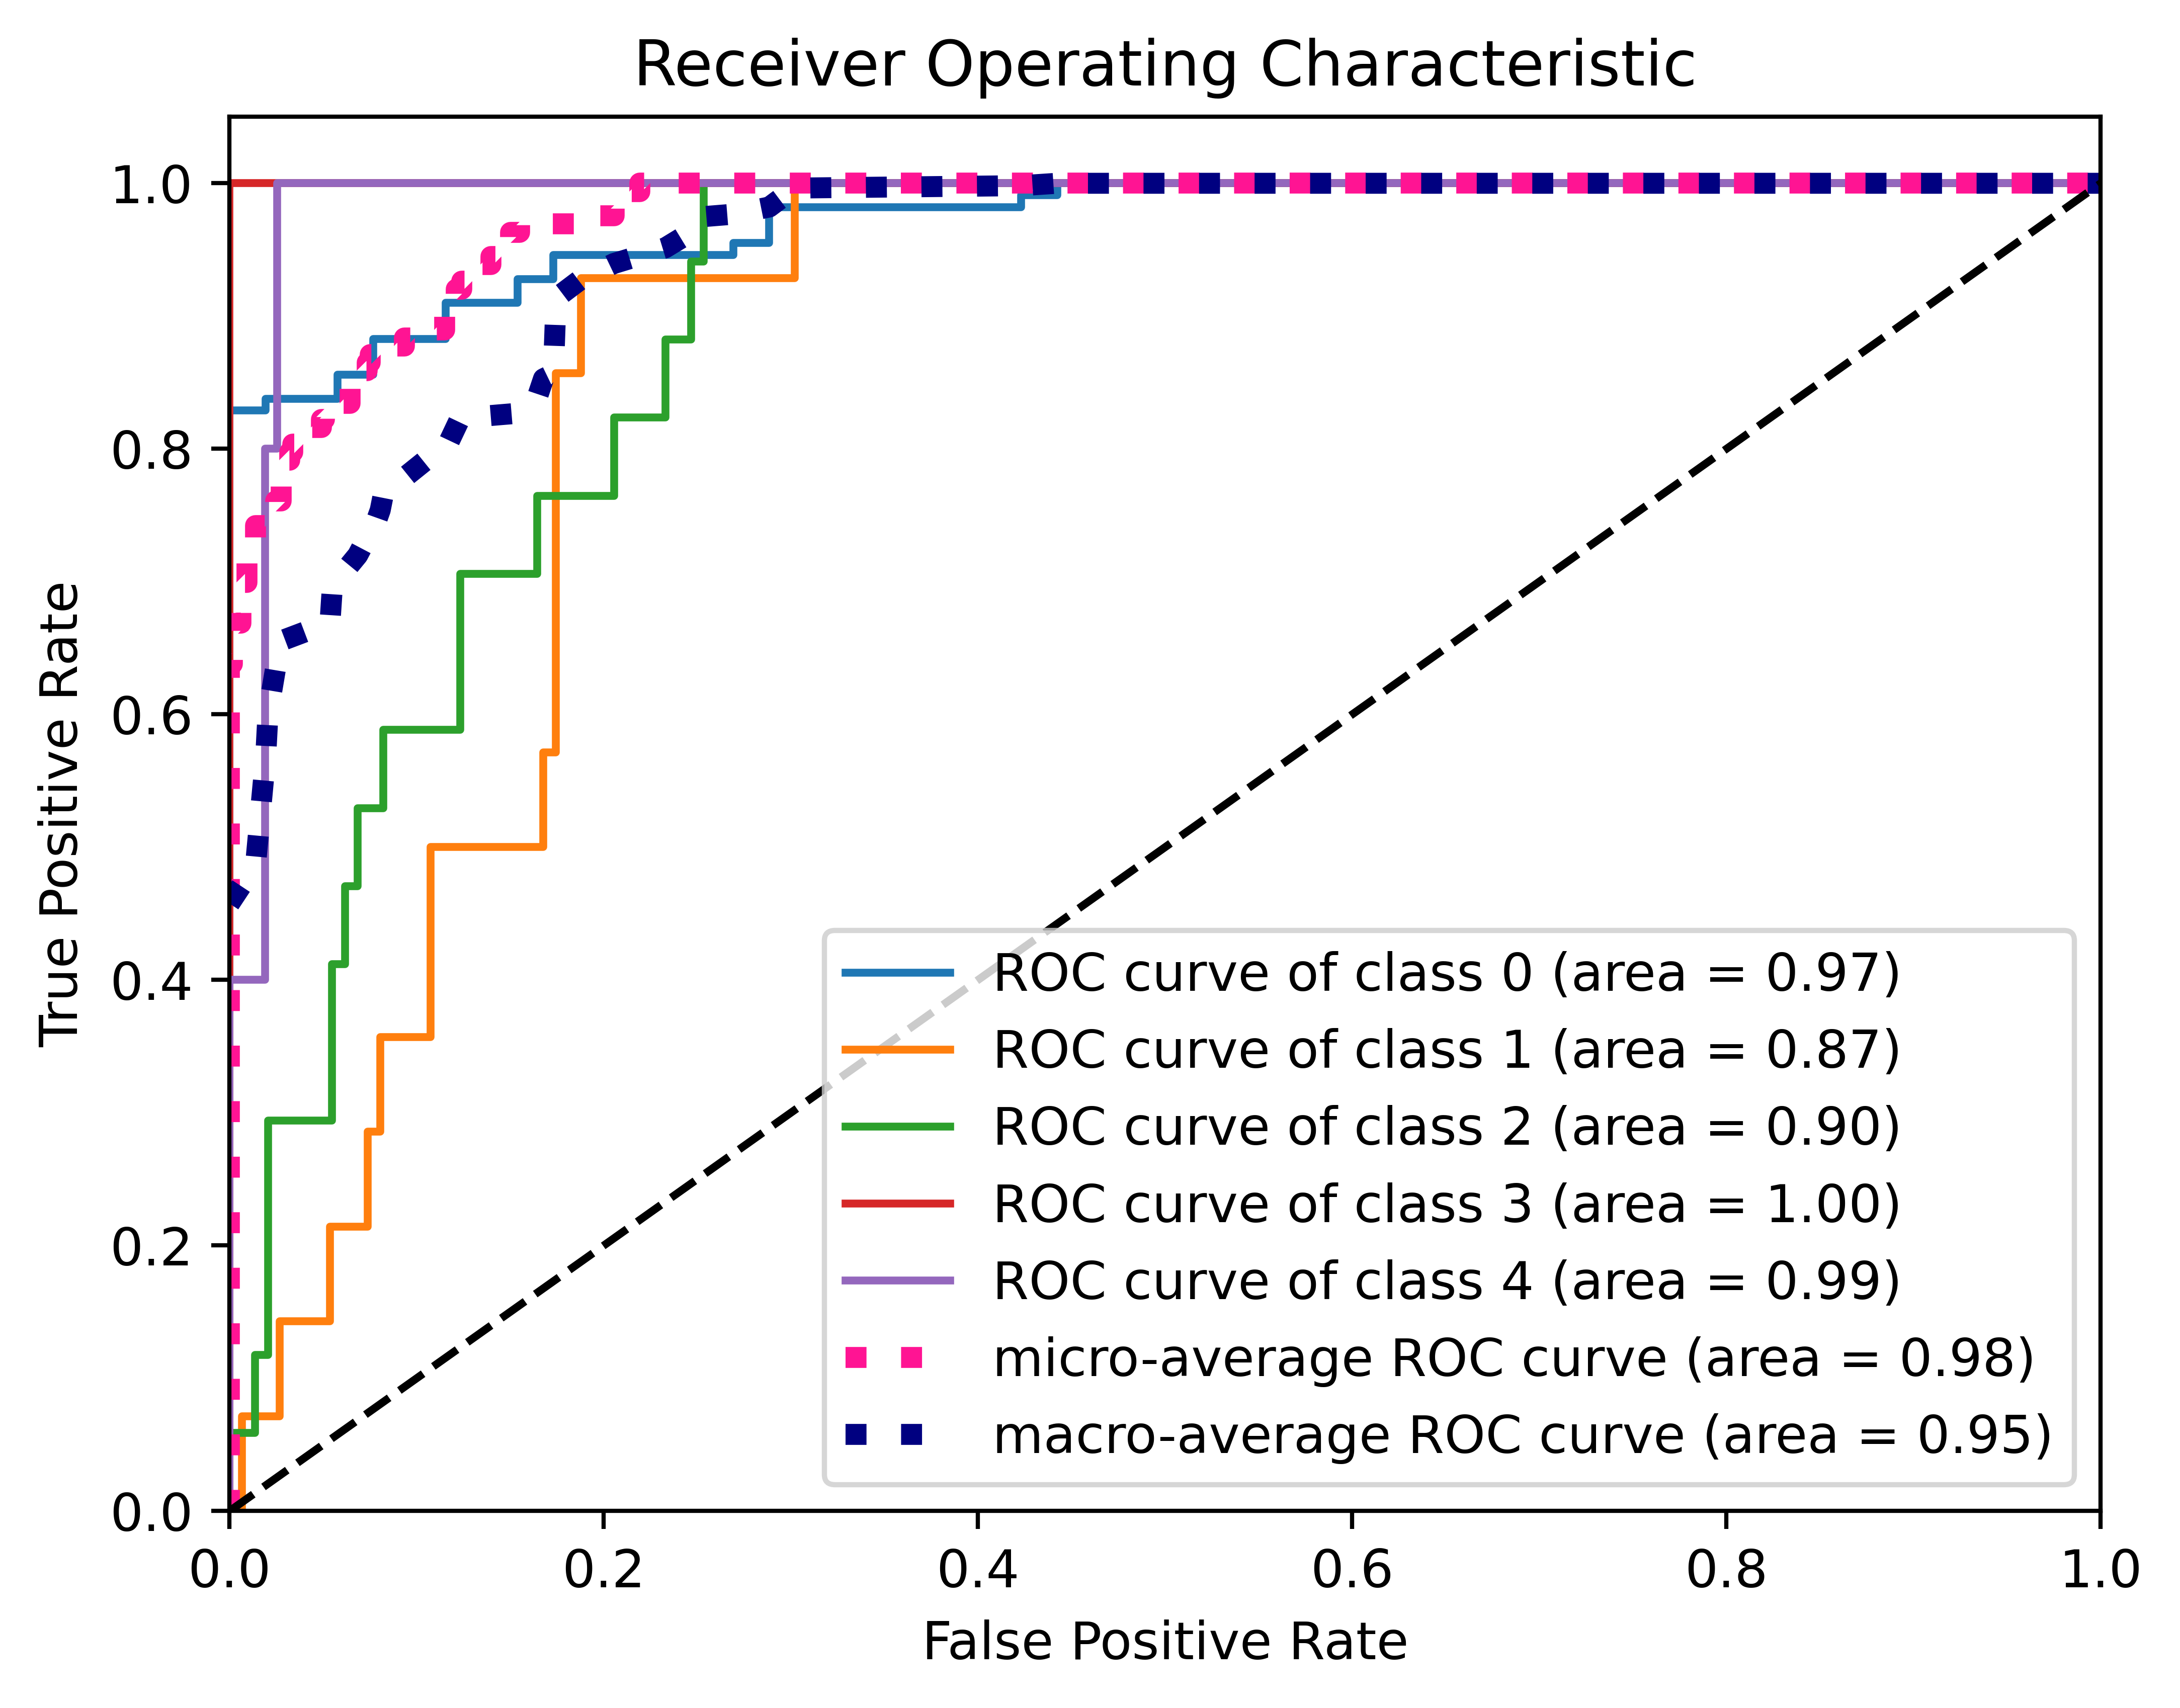 Receiver Operating Characteristic
1.0
0.8
0.6
0.4
0.2
0.0
True Positive Rate
ROC curve of class 0 (area = 0.97)
ROC curve of class 1 (area = 0.87)
ROC curve of class 2 (area = 0.90)
ROC curve of class 3 (area = 1.00)
ROC curve of class 4 (area = 0.99)
micro-average ROC curve (area = 0.98)
macro-average ROC curve (area = 0.95)
0.0 0.2 0.4 0.6 0.8 1.0
False Positive Rate